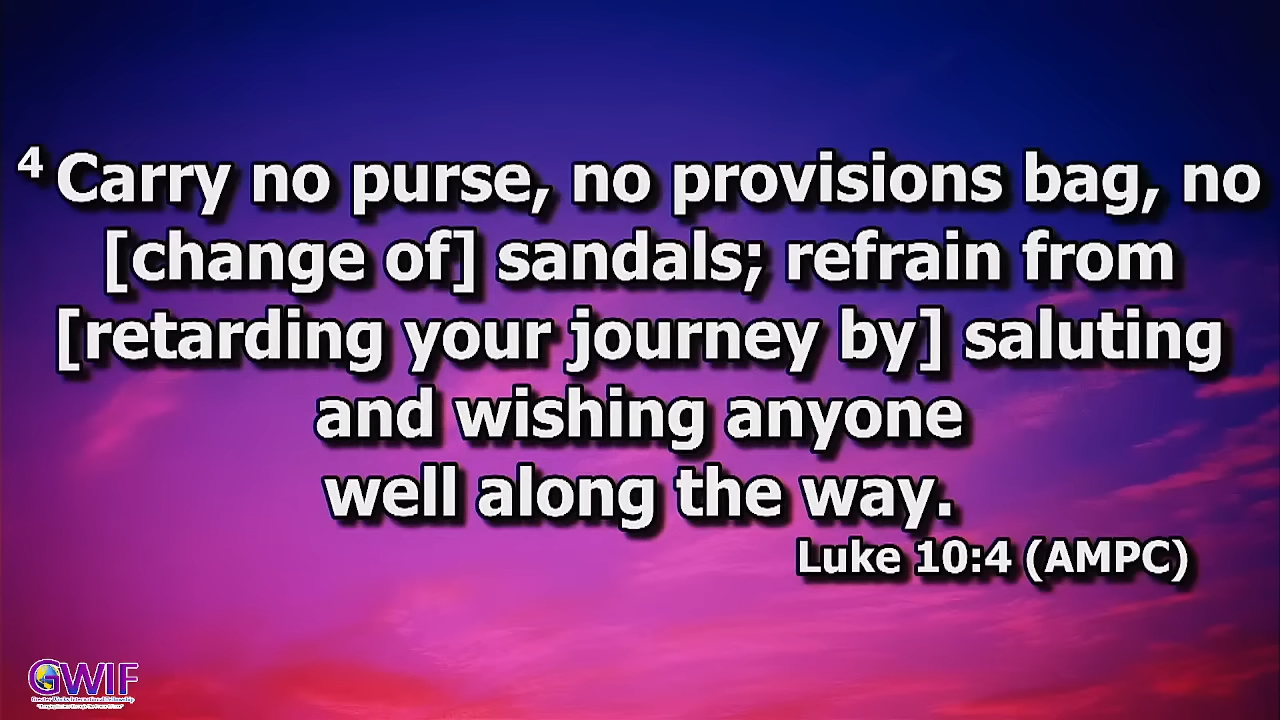 4 Carry no purse, no provisions bag, no
[change of] sandals; refrain from
[retarding your journey by] saluting
and wishing anyone
well along the way.
Luke 10:4 (AMPC)
GWIF